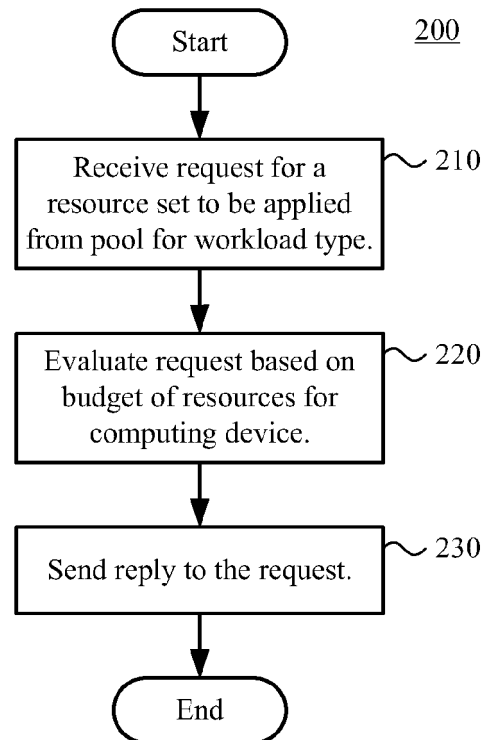 Start
200
Receive request for a
resource set to be applied
from pool for workload type.
210
Evaluate request based on
budget of resources for
computing device.
220
Send reply to the request.
230
End